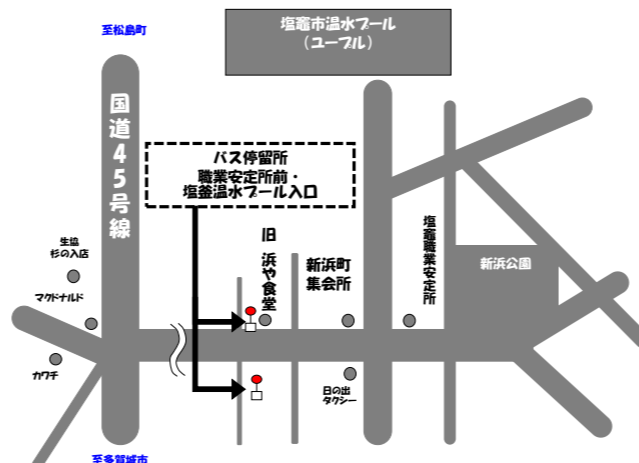 至松島町
塩竈市温水プール
（ユープル）
国道45号線
バス停留所
職業安定所前・
塩釜温水プール入口
生協
杉の入店
マクドナルド
カワチ
旧 浜や食堂
新浜町
集会所
塩竈職業安定所
新浜公園
日の出
タクシー
至多賀城市